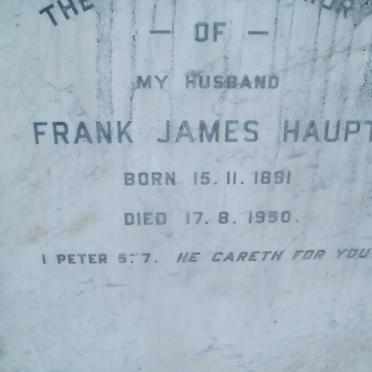 THE
— OF —
MY HUSBAND
FRANK JAMES HAUPT
BORN 15.11.1891
DIED 17.8.1950.
I PETER 5:7. HE CARETH FOR YOU